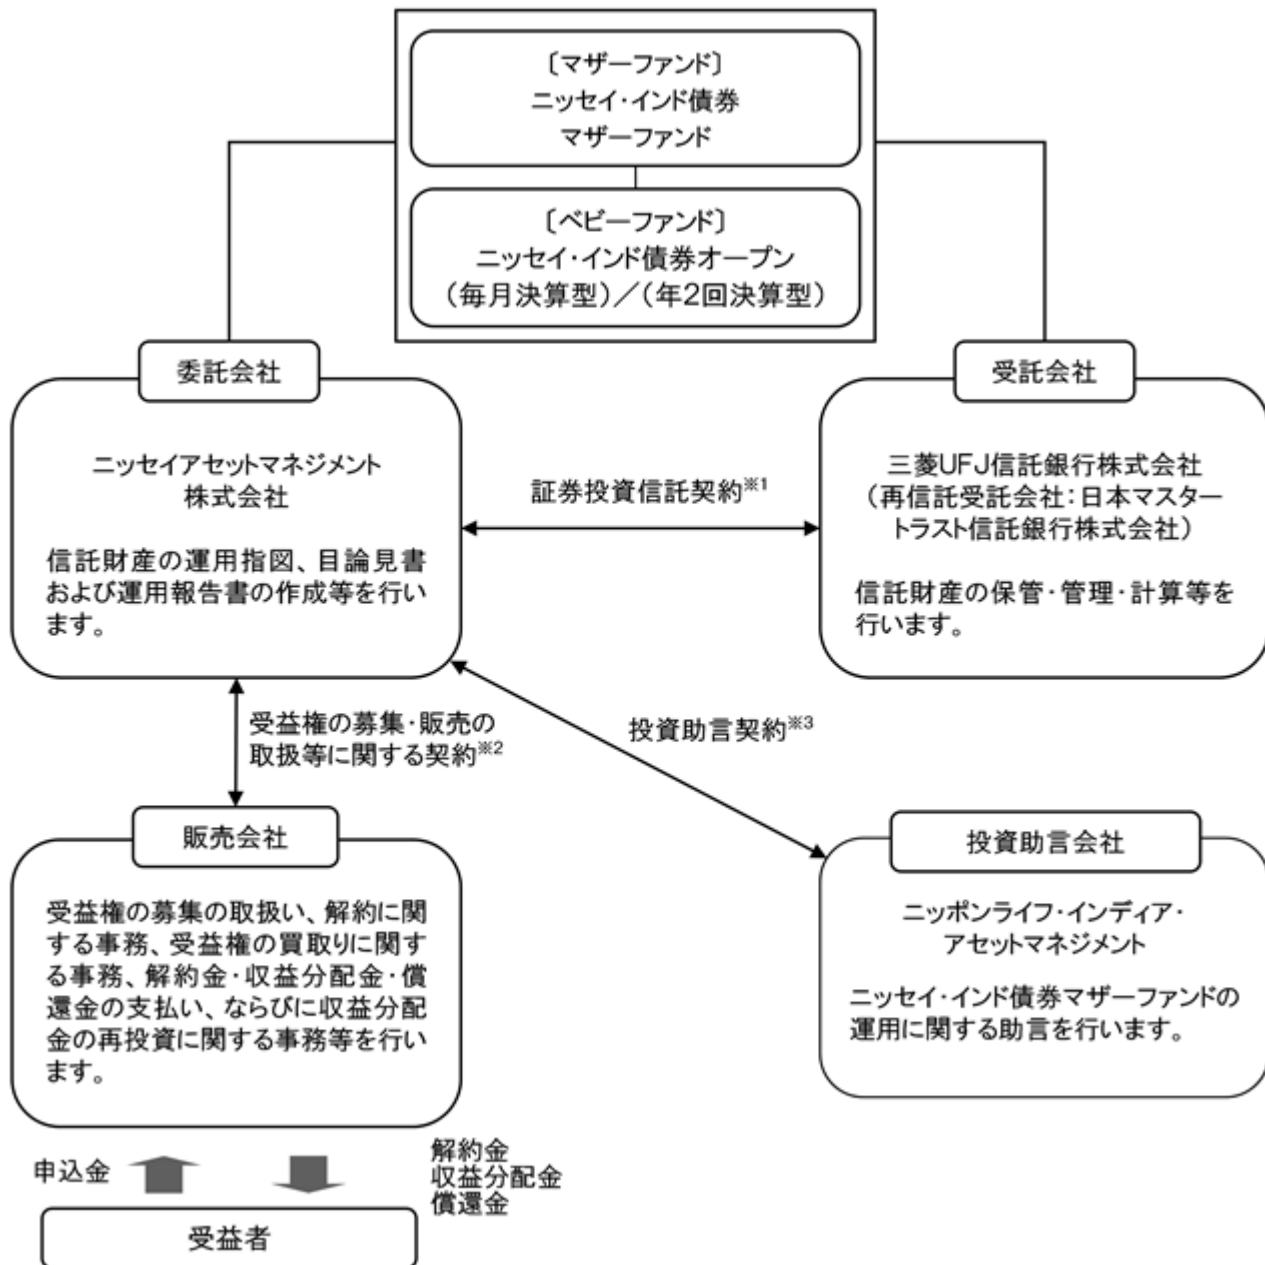 〔マザーファンド〕
ニッセイ・インド債券
マザーファンド
〔ベビーファンド〕
ニッセイ・インド債券オープン
（毎月決算型）／（年2回決算型）
委託会社
ニッセイアセットマネジメント
株式会社
信託財産の運用指図、目論見書
および運用報告書の作成等を行い
ます。
証券投資信託契約※1
受託会社
三菱UFJ信託銀行株式会社
（再信託受託会社：日本マスター
トラスト信託銀行株式会社）
信託財産の保管・管理・計算等を
行います。
受益権の募集・販売の
取扱等に関する契約※2
投資助言契約※3
販売会社
受益権の募集の取扱い、解約に関
する事務、受益権の買取りに関す
る事務、解約金・収益分配金・償
還金の支払い、ならびに収益分配
金の再投資に関する事務等を行い
ます。
投資助言会社
ニッポンライフ・インディア・
アセットマネジメント
ニッセイ・インド債券マザーファンドの
運用に関する助言を行います。
申込金
解約金
収益分配金
償還金
受益者